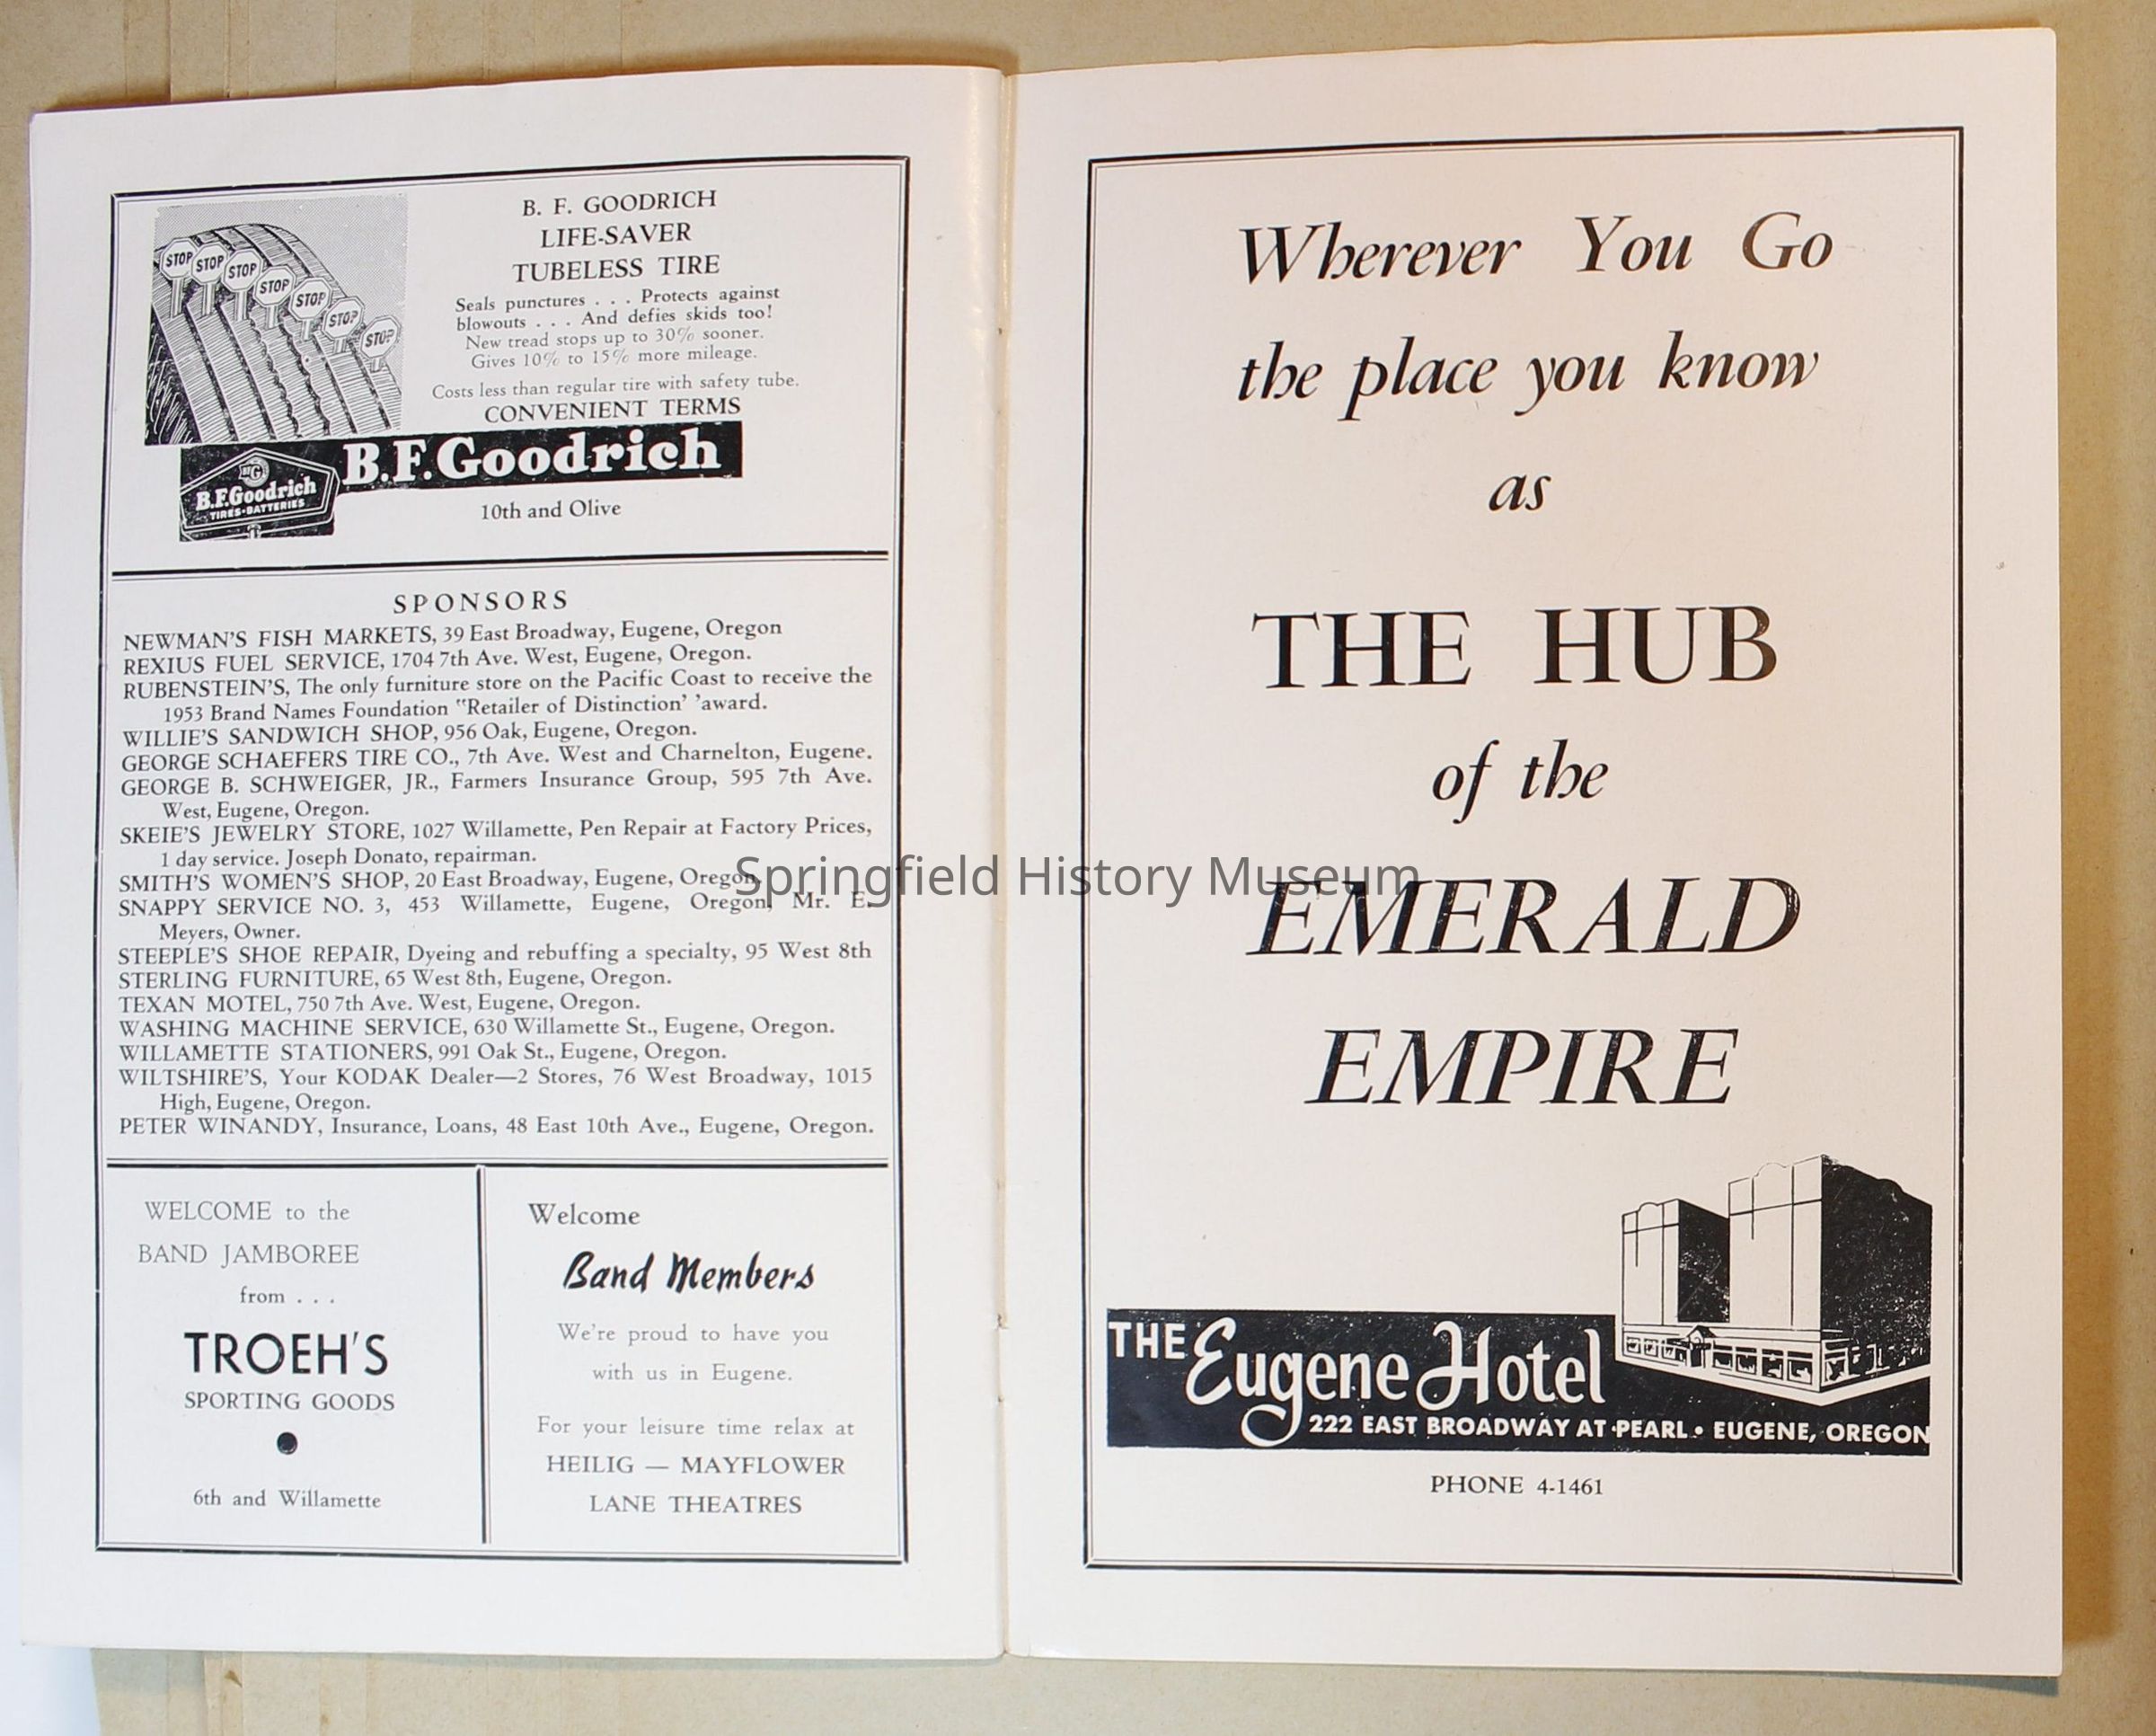 STOP
STOP
STOP
STOP
STOP
STOP
STOP
B. F. GOODRICH
LIFE-SAVER
TUBELESS TIRE
Seals punctures . . . Protects against
blowouts . . . And defies skids too!
New tread stops up to 30% sooner.
Gives 10% to 15% more mileage.
Costs less than regular tire with safety tube.
CONVENIENT TERMS
B.F.Goodrich
BFG
B.F.Goodrich
TIRES•BATTERIES
10th and Olive
SPONSORS
NEWMAN'S FISH MARKETS, 39 East Broadway, Eugene, Oregon
REXIUS FUEL SERVICE, 1704 7th Ave. West, Eugene, Oregon.
RUBENSTEIN'S, The only furniture store on the Pacific Coast to receive the
1953 Brand Names Foundation "Retailer of Distinction' 'award.
WILLIE'S SANDWICH SHOP, 956 Oak, Eugene, Oregon.
GEORGE SCHAEFERS TIRE CO., 7th Ave. West and Charnelton, Eugene.
GEORGE B. SCHWEIGER, JR., Farmers Insurance Group, 595 7th Ave.
West, Eugene, Oregon.
SKEIE'S JEWELRY STORE, 1027 Willamette, Pen Repair at Factory Prices,
1 day service. Joseph Donato, repairman.
SMITH'S WOMEN'S SHOP, 20 East Broadway, Eugene, Oregon.
SNAPPY SERVICE NO. 3, 453 Willamette, Eugene, Oregon, Mr. E.
Meyers, Owner.
STEEPLE'S SHOE REPAIR, Dyeing and rebuffing a specialty, 95 West 8th
STERLING FURNITURE, 65 West 8th, Eugene, Oregon.
TEXAN MOTEL, 750 7th Ave. West, Eugene, Oregon.
WASHING MACHINE SERVICE, 630 Willamette St., Eugene, Oregon.
WILLAMETTE STATIONERS, 991 Oak St., Eugene, Oregon.
WILTSHIRE'S, Your KODAK Dealer—2 Stores, 76 West Broadway, 1015
High, Eugene, Oregon.
PETER WINANDY, Insurance, Loans, 48 East 10th Ave., Eugene, Oregon.
WELCOME to the
BAND JAMBOREE
from . . .
TROEH'S
SPORTING GOODS
6th and Willamette
Welcome
Band Members
We're proud to have you
with us in Eugene.
For your leisure time relax at
HEILIG — MAYFLOWER
LANE THEATRES
Springfield History Museum
Wherever You Go
the place you know
as
THE HUB
of the
EMERALD
EMPIRE
THE Eugene Hotel
222 EAST BROADWAY AT PEARL • EUGENE, OREGON
PHONE 4-1461